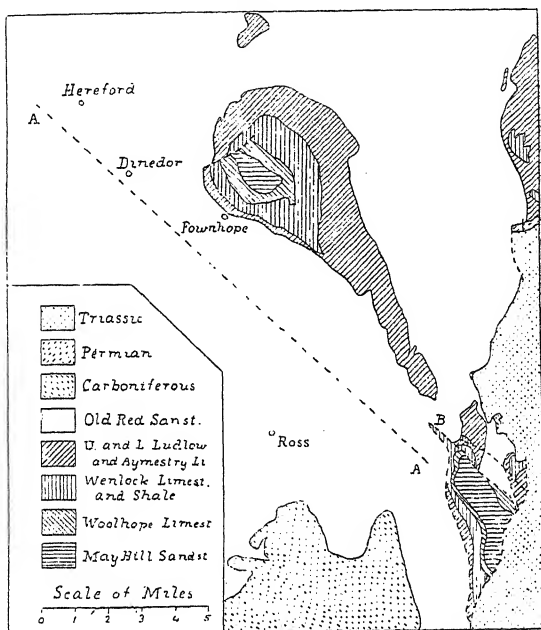 Hereford
A.
Dinedor
Fownhope
Triassic
Permian
Carboniferous
Old Red Sanst.
U. and L Ludlow
and Aymestry Li
Wenlock Limest.
and Shale
Woolhope Limest
May Hill Sandst
B
Ross
A
Scale of Miles
0 1 2 3 4 5